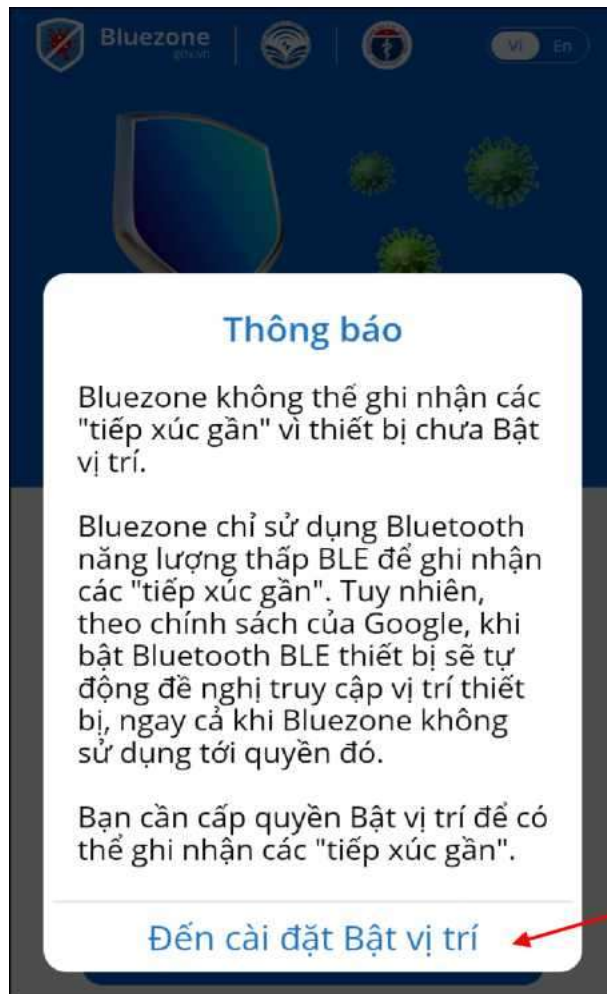 Bluezone
gov.vn
Vi En
Thông báo
Bluezone không thể ghi nhận các
"tiếp xúc gần" vì thiết bị chưa Bật
vị trí.
Bluezone chỉ sử dụng Bluetooth
năng lượng thấp BLE để ghi nhận
các "tiếp xúc gần". Tuy nhiên,
theo chính sách của Google, khi
bật Bluetooth BLE thiết bị sẽ tự
động đề nghị truy cập vị trí thiết
bị, ngay cả khi Bluezone không
sử dụng tới quyền đó.
Bạn cần cấp quyền Bật vị trí để có
thể ghi nhận các "tiếp xúc gần".
Đến cài đặt Bật vị trí